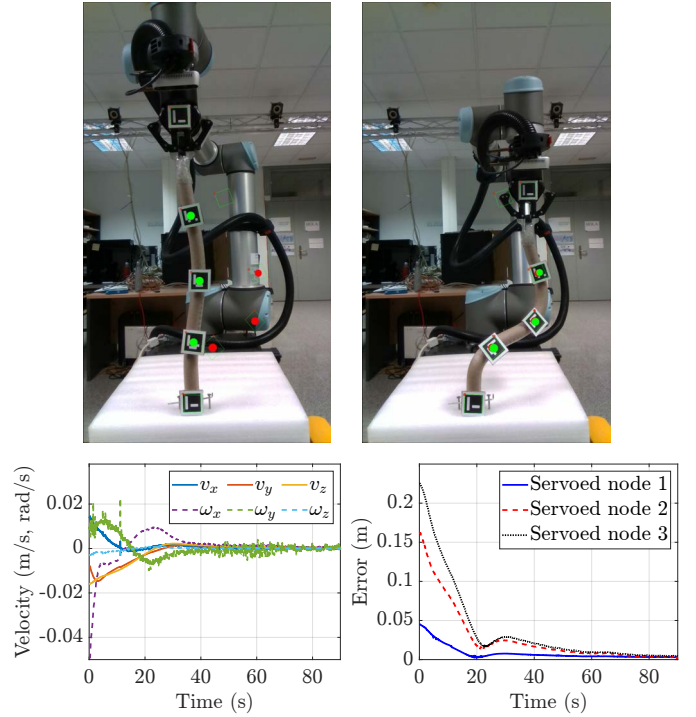 0.02
0
-0.02
-0.04
Velocity (m/s, rad/s)
v_x v_y v_z
ω_x ω_y ω_z
0 20 40 60 80
Time (s)
0.2
0.15
0.1
0.05
0
Error (m)
Servoed node 1
Servoed node 2
Servoed node 3
0 20 40 60 80
Time (s)